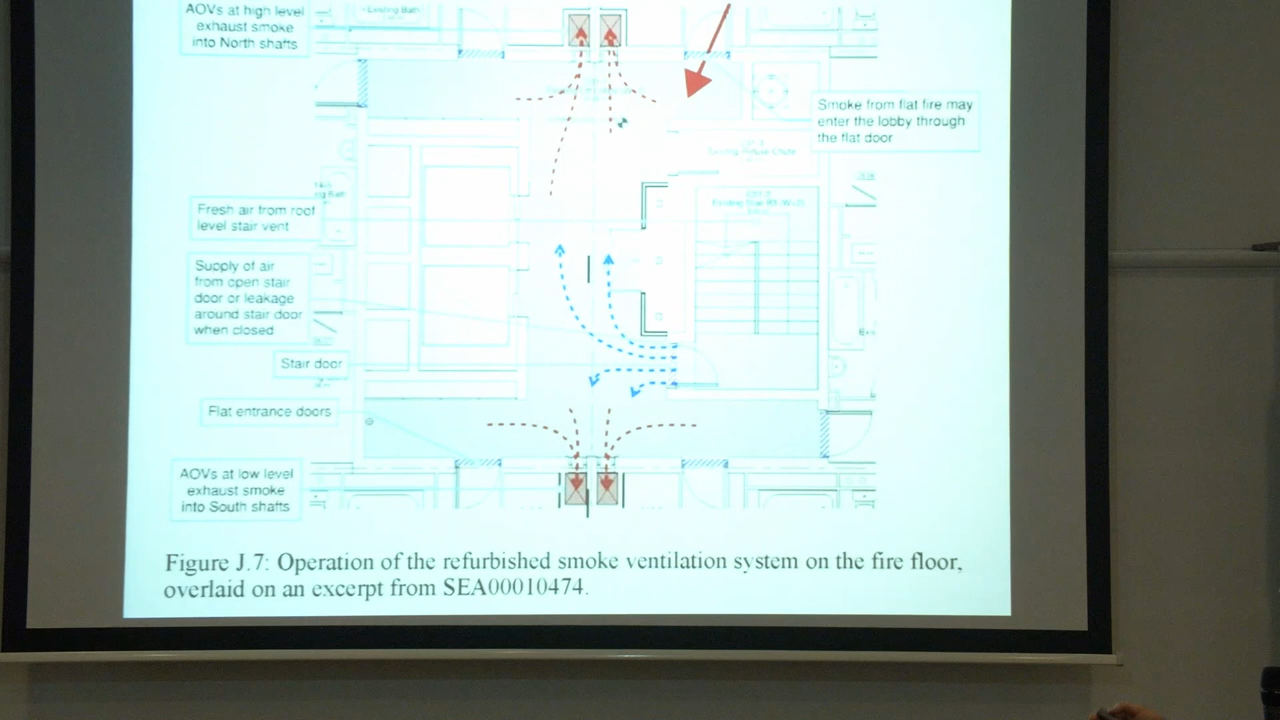 AOVs at high level
exhaust smoke
into North shafts
Existing Bath
Smoke from flat fire may
enter the lobby through
the flat door
Fresh air from roof
level stair vent
Supply of air
from open stair
door or leakage
around stair door
when closed
Stair door
Flat entrance doors
AOVs at low level
exhaust smoke
into South shafts
Figure J.7: Operation of the refurbished smoke ventilation system on the fire floor,
overlaid on an excerpt from SEA00010474.